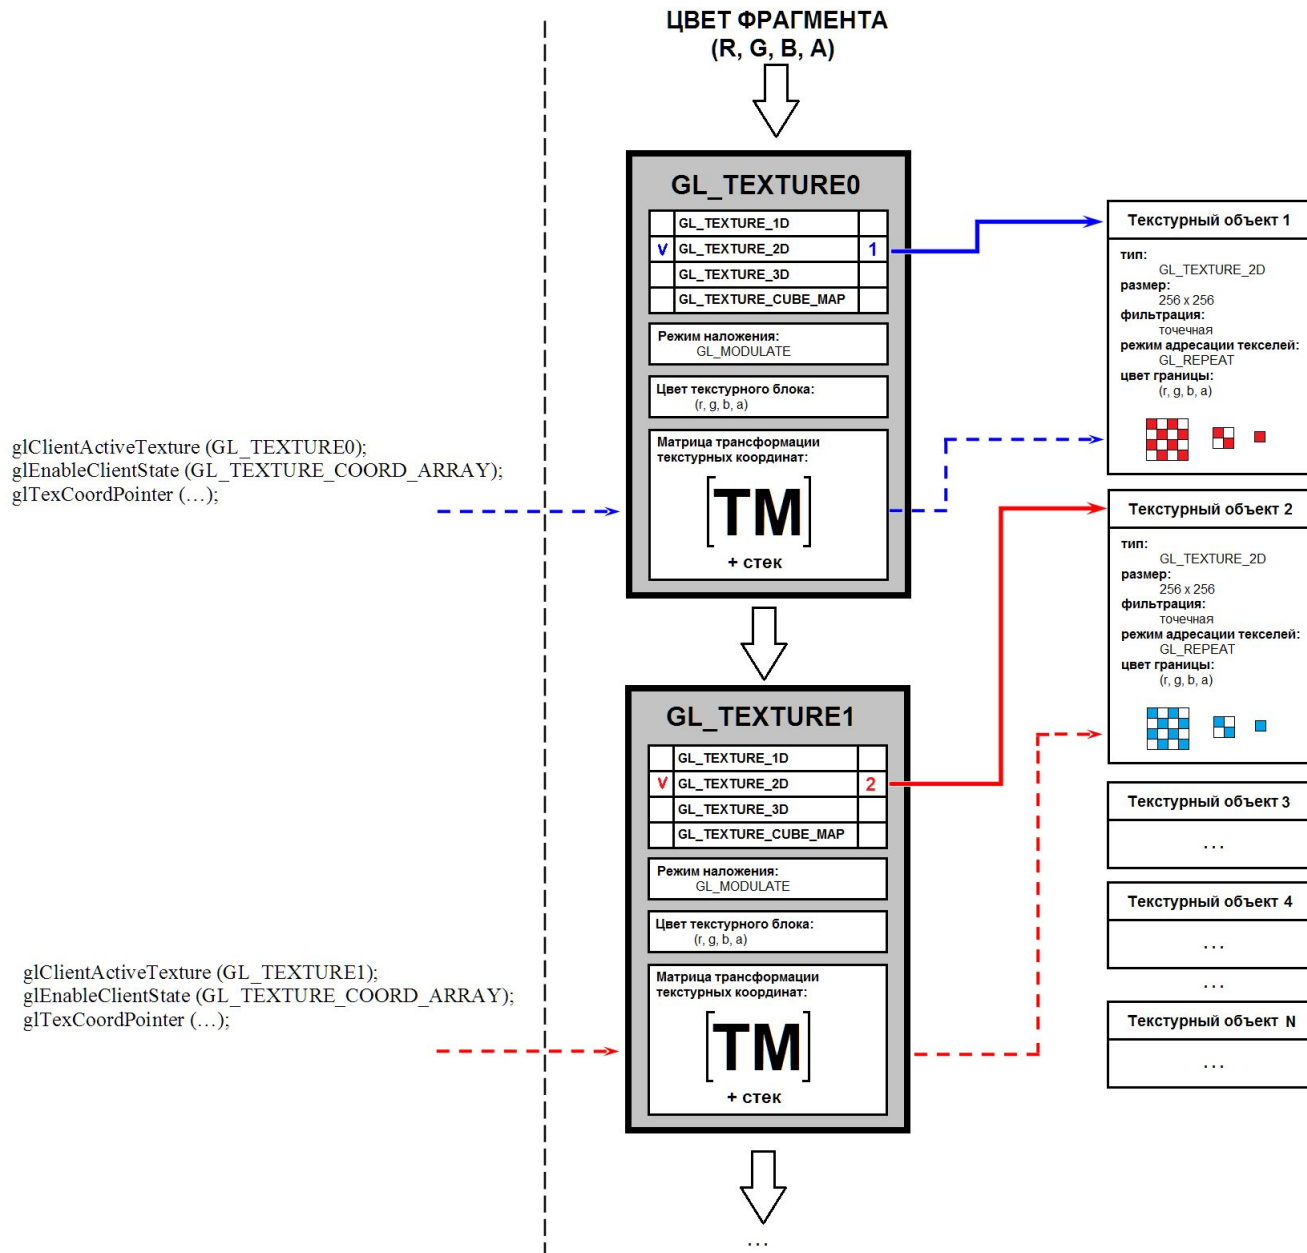 ЦВЕТ ФРАГМЕНТА
(R, G, B, A)
GL_TEXTURE0
GL_TEXTURE_1D
V GL_TEXTURE_2D 1
GL_TEXTURE_3D
GL_TEXTURE_CUBE_MAP
Режим наложения:
GL_MODULATE
Цвет текстурного блока:
(r, g, b, a)
Матрица трансформации
текстурных координат:
[TM]
+ стек
glClientActiveTexture (GL_TEXTURE0);
glEnableClientState (GL_TEXTURE_COORD_ARRAY);
glTexCoordPointer (…);
Текстурный объект 1
тип:
GL_TEXTURE_2D
размер:
256 x 256
фильтрация:
точечная
режим адресации текселей:
GL_REPEAT
цвет границы:
(r, g, b, a)
Текстурный объект 2
тип:
GL_TEXTURE_2D
размер:
256 x 256
фильтрация:
точечная
режим адресации текселей:
GL_REPEAT
цвет границы:
(r, g, b, a)
GL_TEXTURE1
GL_TEXTURE_1D
V GL_TEXTURE_2D 2
GL_TEXTURE_3D
GL_TEXTURE_CUBE_MAP
Режим наложения:
GL_MODULATE
Цвет текстурного блока:
(r, g, b, a)
Матрица трансформации
текстурных координат:
[TM]
+ стек
glClientActiveTexture (GL_TEXTURE1);
glEnableClientState (GL_TEXTURE_COORD_ARRAY);
glTexCoordPointer (…);
Текстурный объект 3
...
Текстурный объект 4
...
...
Текстурный объект N
...
...